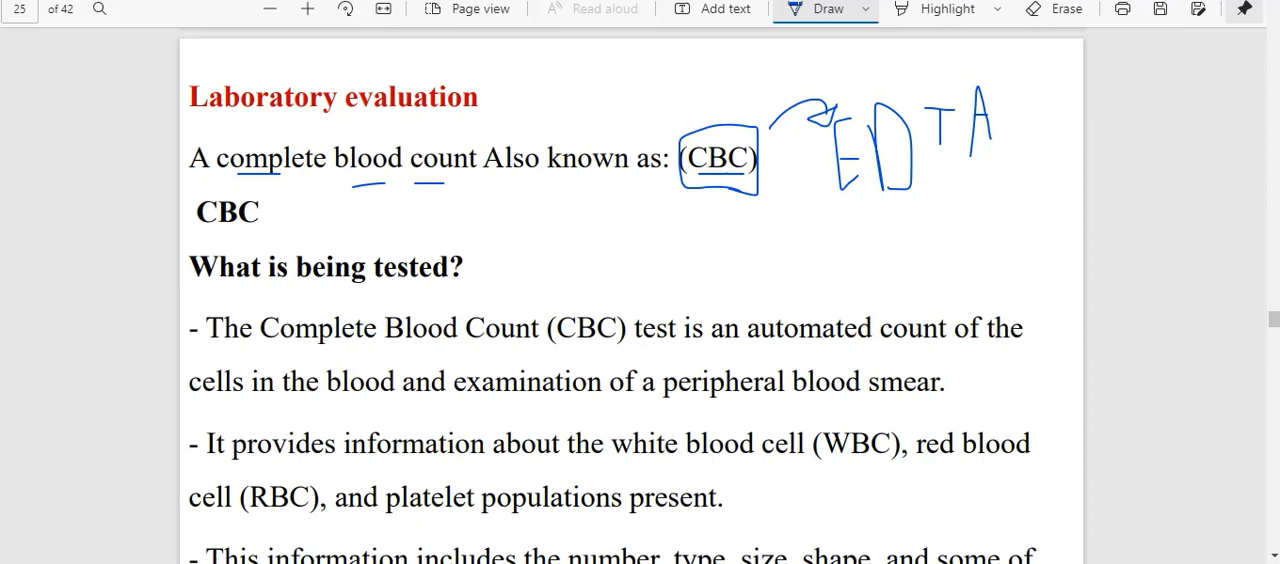 25 of 42 Page view Read aloud Add text Draw Highlight Erase
Laboratory evaluation
A complete blood count Also known as: (CBC) EDTA
CBC
What is being tested?
- The Complete Blood Count (CBC) test is an automated count of the
cells in the blood and examination of a peripheral blood smear.
- It provides information about the white blood cell (WBC), red blood
cell (RBC), and platelet populations present.
- This information includes the number, type, size, shape, and some of